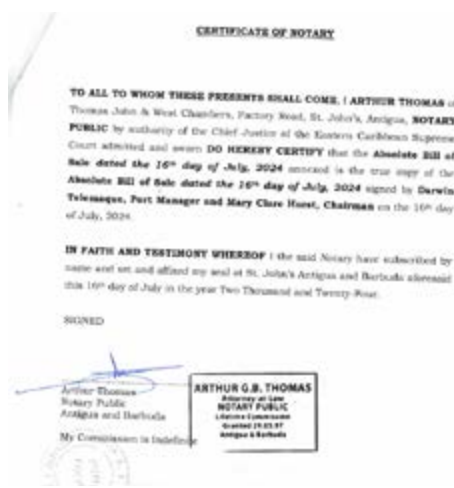 CERTIFICATE OF NOTARY
TO ALL TO WHOM THESE PRESENTS SHALL COME, I ARTHUR THOMAS of
Thomas John & West Chambers, Factory Road, St. John's, Antigua, NOTARY
PUBLIC by authority of the Chief Justice of the Eastern Caribbean Supreme
Court admitted and sworn DO HEREBY CERTIFY that the Absolute Bill of
Sale dated the 16th day of July, 2024 annexed is the true copy of the
Absolute Bill of Sale dated the 16th day of July, 2024 signed by Darwin
Telemaque, Port Manager and Mary Clare Hurst, Chairman on the 16th day
of July, 2024.
IN FAITH AND TESTIMONY WHEREOF I the said Notary have subscribed by
name and set and affixed my seal at St. John's Antigua and Barbuda aforesaid
this 16th day of July in the year Two Thousand and Twenty-Four.
SIGNED
Arthur Thomas
Notary Public
Antigua and Barbuda
My Commission is Indefinite
ARTHUR G.B. THOMAS
Attorney at Law
NOTARY PUBLIC
Lifetime Commission
Granted 29.05.97
Antigua & Barbuda